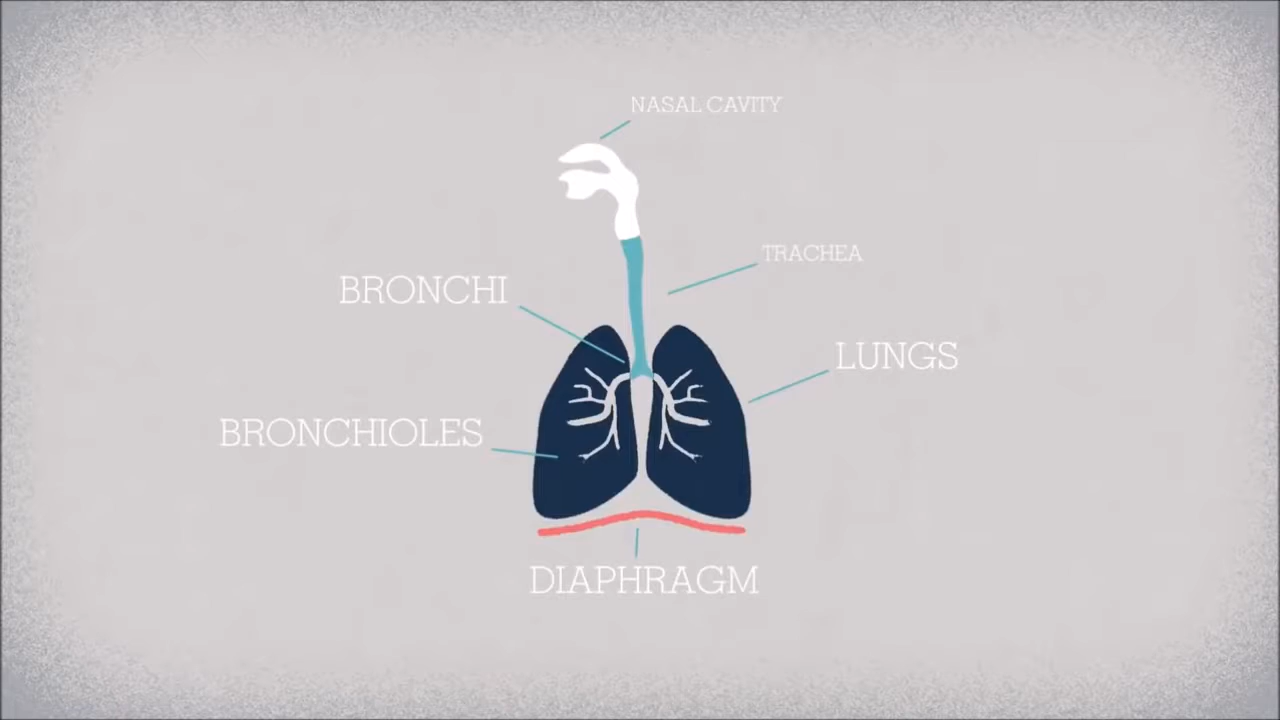 NASAL CAVITY
TRACHEA
BRONCHI
LUNGS
BRONCHIOLES
DIAPHRAGM